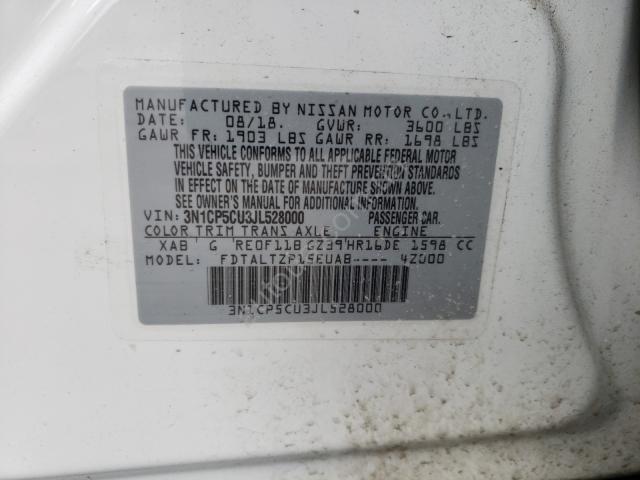 MANUFACTURED BY NISSAN MOTOR CO., LTD.
DATE: 08/18. GVWR: 3600 LBS
GAWR FR: 1903 LBS GAWR RR: 1698 LBS
THIS VEHICLE CONFORMS TO ALL APPLICABLE FEDERAL MOTOR
VEHICLE SAFETY, BUMPER AND THEFT PREVENTION STANDARDS
IN EFFECT ON THE DATE OF MANUFACTURE SHOWN ABOVE.
SEE OWNER'S MANUAL FOR ADDITIONAL INFORMATION.
VIN: 3N1CP5CU3JL528000 PASSENGER CAR.
COLOR TRIM TRANS AXLE ENGINE
XAB G RE0F11B GZ39 HR16DE 1598 CC
MODEL: FDTALTZP15EUAB---- 4Z000
3N1CP5CU3JL528000